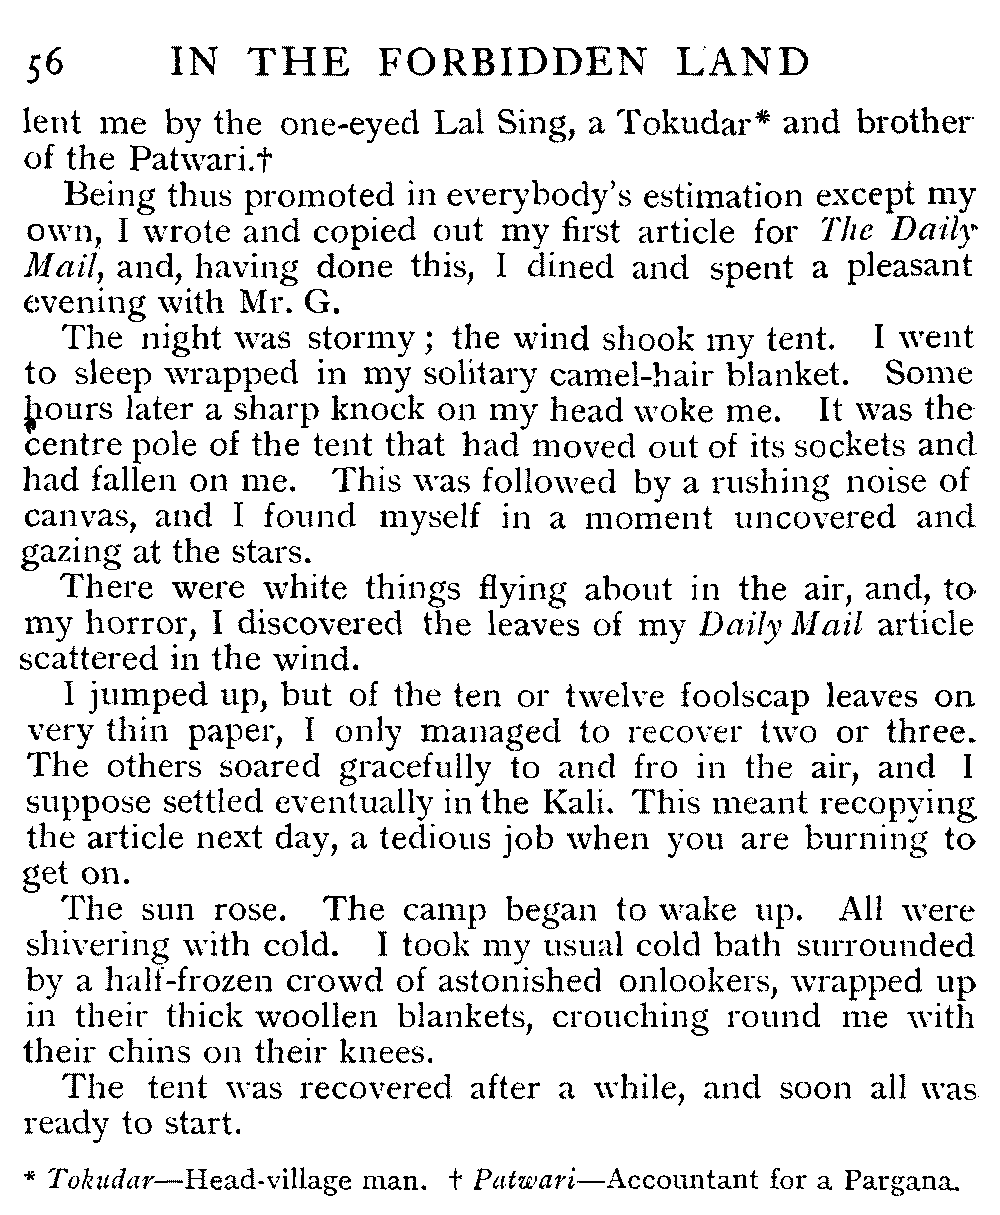 56 IN THE FORBIDDEN LAND
lent me by the one-eyed Lal Sing, a Tokudar* and brother
of the Patwari.†
Being thus promoted in everybody's estimation except my
own, I wrote and copied out my first article for The Daily
Mail, and, having done this, I dined and spent a pleasant
evening with Mr. G.
The night was stormy; the wind shook my tent. I went
to sleep wrapped in my solitary camel-hair blanket. Some
hours later a sharp knock on my head woke me. It was the
centre pole of the tent that had moved out of its sockets and
had fallen on me. This was followed by a rushing noise of
canvas, and I found myself in a moment uncovered and
gazing at the stars.
There were white things flying about in the air, and, to
my horror, I discovered the leaves of my Daily Mail article
scattered in the wind.
I jumped up, but of the ten or twelve foolscap leaves on
very thin paper, I only managed to recover two or three.
The others soared gracefully to and fro in the air, and I
suppose settled eventually in the Kali. This meant recopying
the article next day, a tedious job when you are burning to
get on.
The sun rose. The camp began to wake up. All were
shivering with cold. I took my usual cold bath surrounded
by a half-frozen crowd of astonished onlookers, wrapped up
in their thick woollen blankets, crouching round me with
their chins on their knees.
The tent was recovered after a while, and soon all was
ready to start.
* Tokudar—Head-village man. † Patwari—Accountant for a Pargana.